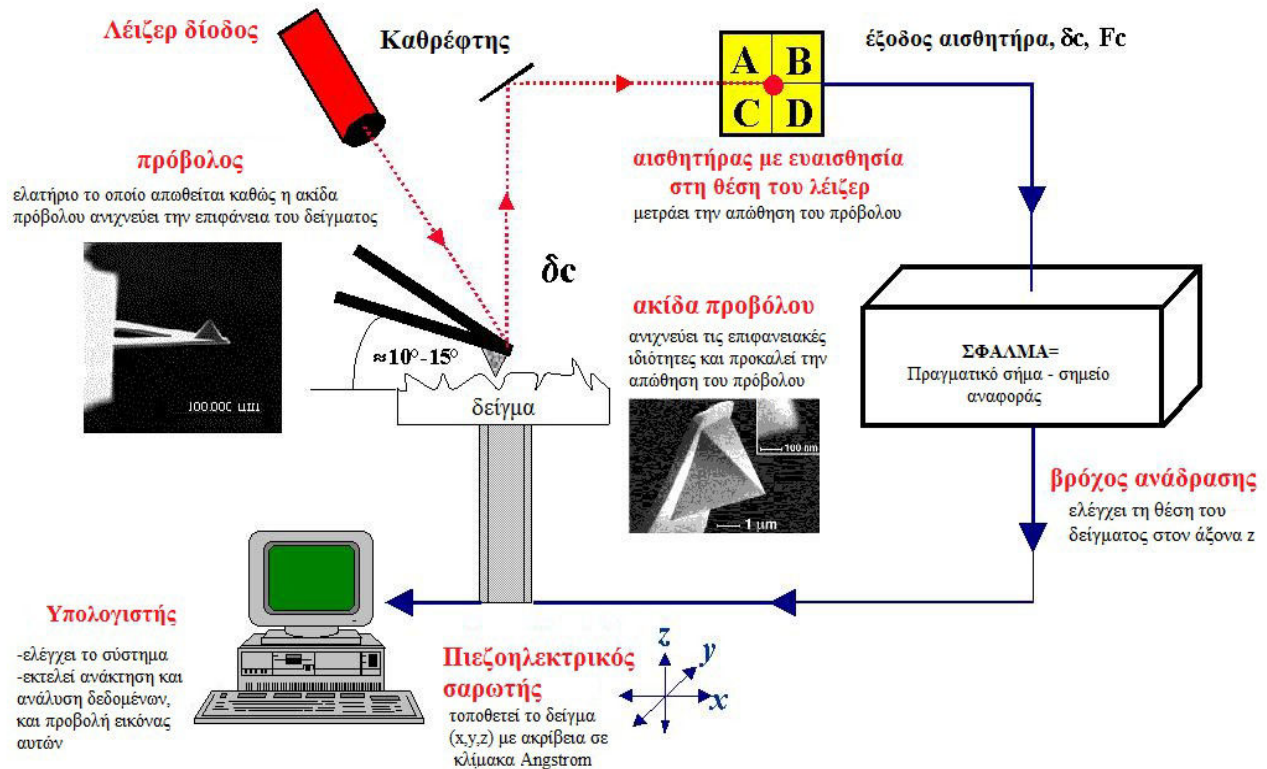 Λέιζερ δίοδος
Καθρέφτης
A B
C D
έξοδος αισθητήρα, δc, Fc
πρόβολος
ελατήριο το οποίο απωθείται καθώς η ακίδα
πρόβολου ανιχνεύει την επιφάνεια του δείγματος
αισθητήρας με ευαισθησία
στη θέση του λέιζερ
μετράει την απώθηση του πρόβολου
δc
100.000 µm
≈10°-15°
δείγμα
ακίδα προβόλου
ανιχνεύει τις επιφανειακές
ιδιότητες και προκαλεί την
απώθηση του πρόβολου
100 nm
1 µm
ΣΦΑΛΜΑ=
Πραγματικό σήμα - σημείο
αναφοράς
βρόχος ανάδρασης
ελέγχει τη θέση του
δείγματος στον άξονα z
Υπολογιστής
-ελέγχει το σύστημα
-εκτελεί ανάκτηση και
ανάλυση δεδομένων,
και προβολή εικόνας
αυτών
Πιεζοηλεκτρικός
σαρωτής
τοποθετεί το δείγμα
(x,y,z) με ακρίβεια σε
κλίμακα Angstrom
z
y
x